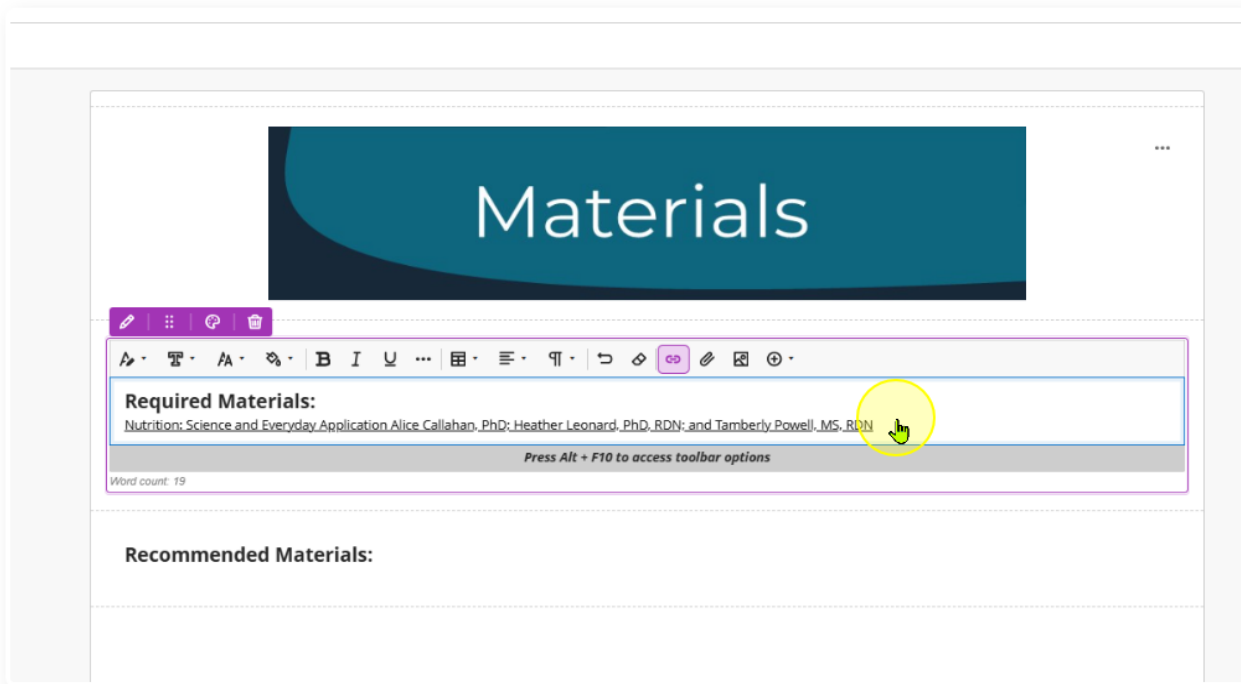 Materials
Required Materials:
Nutrition: Science and Everyday Application Alice Callahan, PhD; Heather Leonard, PhD, RDN; and Tamberly Powell, MS, RDN
Press Alt + F10 to access toolbar options
Word count: 19
Recommended Materials: